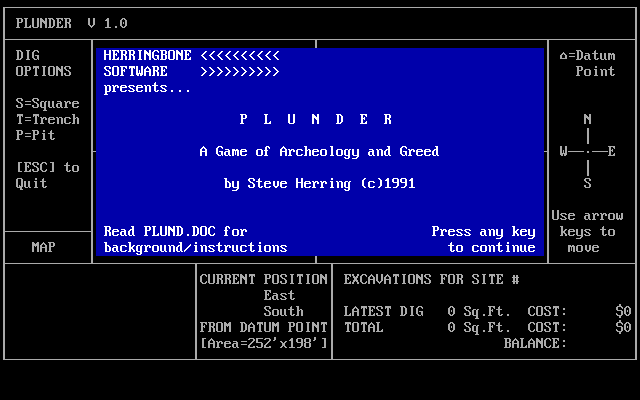 PLUNDER V 1.0
DIG
OPTIONS
S=Square
T=Trench
P=Pit
[ESC] to
Quit
MAP
HERRINGBONE <<<<<<<<<<
SOFTWARE >>>>>>>>>>
presents...
P L U N D E R
A Game of Archeology and Greed
by Steve Herring (c)1991
Read PLUND.DOC for
background/instructions
Press any key
to continue
⌂=Datum
Point
N
W──·──E
S
Use arrow
keys to
move
CURRENT POSITION
East
South
FROM DATUM POINT
[Area=252'x198']
EXCAVATIONS FOR SITE #
LATEST DIG 0 Sq.Ft. COST: $0
TOTAL 0 Sq.Ft. COST: $0
BALANCE: